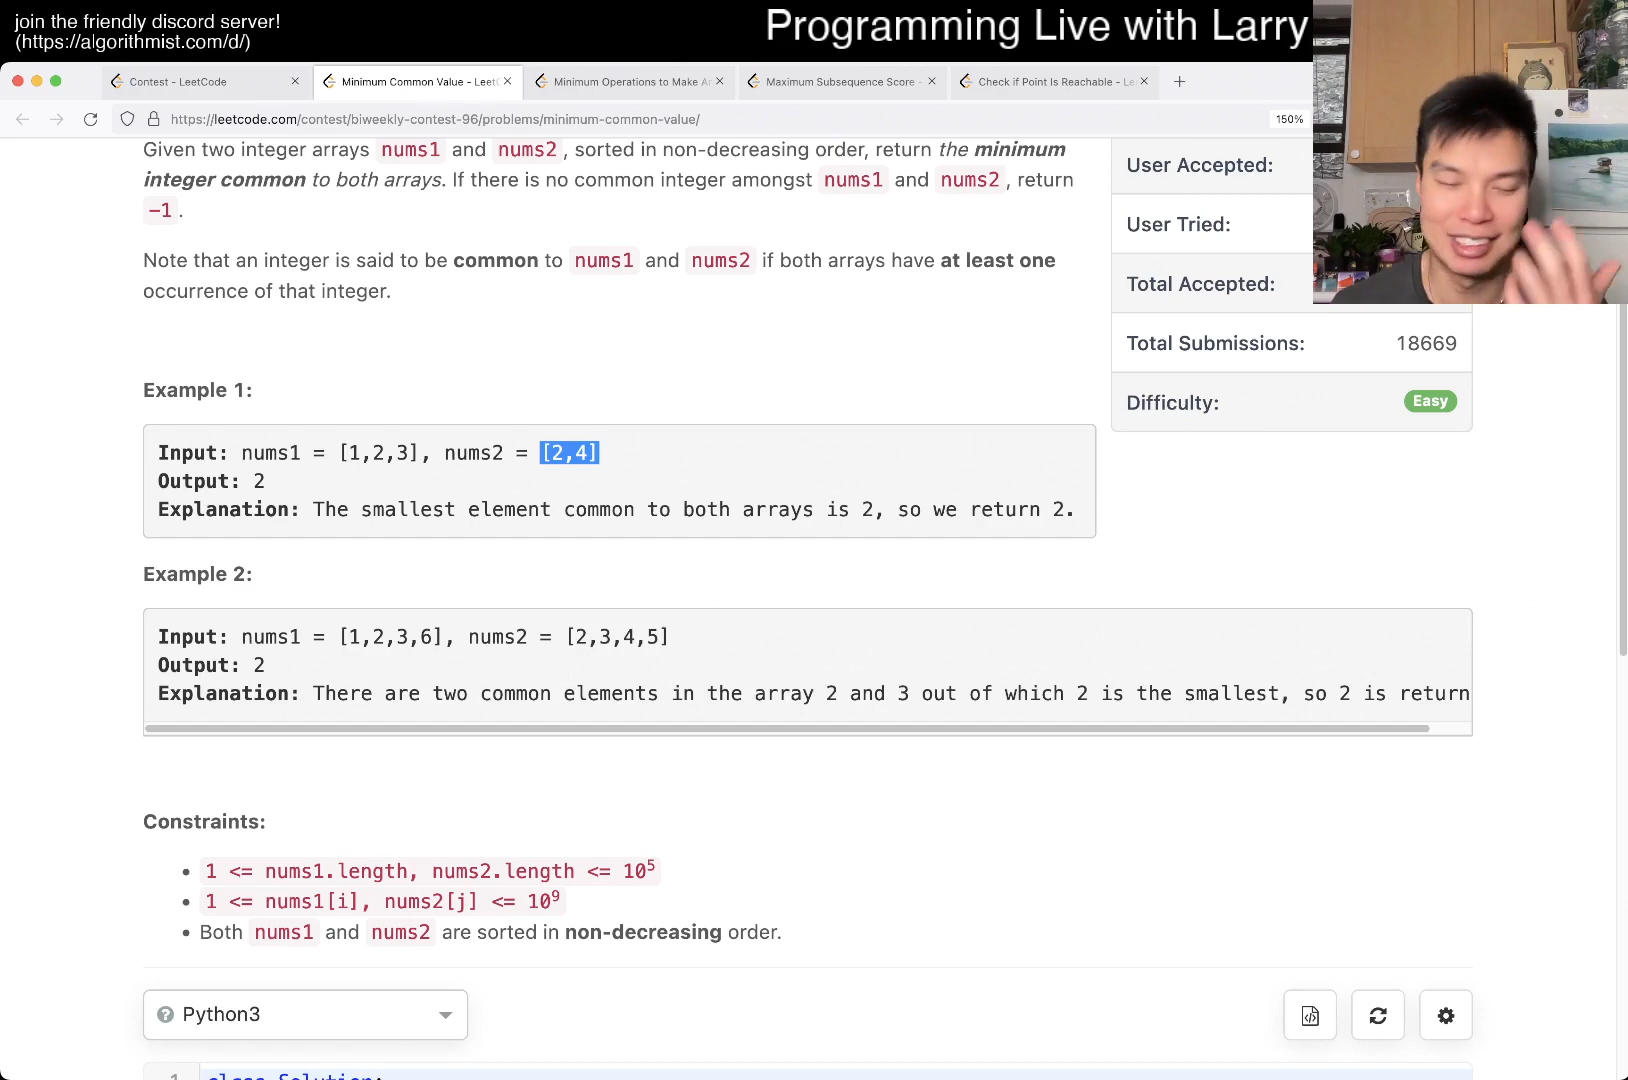 join the friendly discord server!
(https://algorithmist.com/d/)
Programming Live with Larry
Contest - LeetCode
Minimum Common Value - Leet
Minimum Operations to Make Ar
Maximum Subsequence Score -
Check if Point Is Reachable - Le
https://leetcode.com/contest/biweekly-contest-96/problems/minimum-common-value/
150%
Given two integer arrays nums1 and nums2, sorted in non-decreasing order, return the minimum
integer common to both arrays. If there is no common integer amongst nums1 and nums2, return
-1.
Note that an integer is said to be common to nums1 and nums2 if both arrays have at least one
occurrence of that integer.
User Accepted:
User Tried:
Total Accepted:
Total Submissions: 18669
Difficulty: Easy
Example 1:
Input: nums1 = [1,2,3], nums2 = [2,4]
Output: 2
Explanation: The smallest element common to both arrays is 2, so we return 2.
Example 2:
Input: nums1 = [1,2,3,6], nums2 = [2,3,4,5]
Output: 2
Explanation: There are two common elements in the array 2 and 3 out of which 2 is the smallest, so 2 is return
Constraints:
• 1 <= nums1.length, nums2.length <= 10⁵
• 1 <= nums1[i], nums2[j] <= 10⁹
• Both nums1 and nums2 are sorted in non-decreasing order.
Python3
1 class Solution: